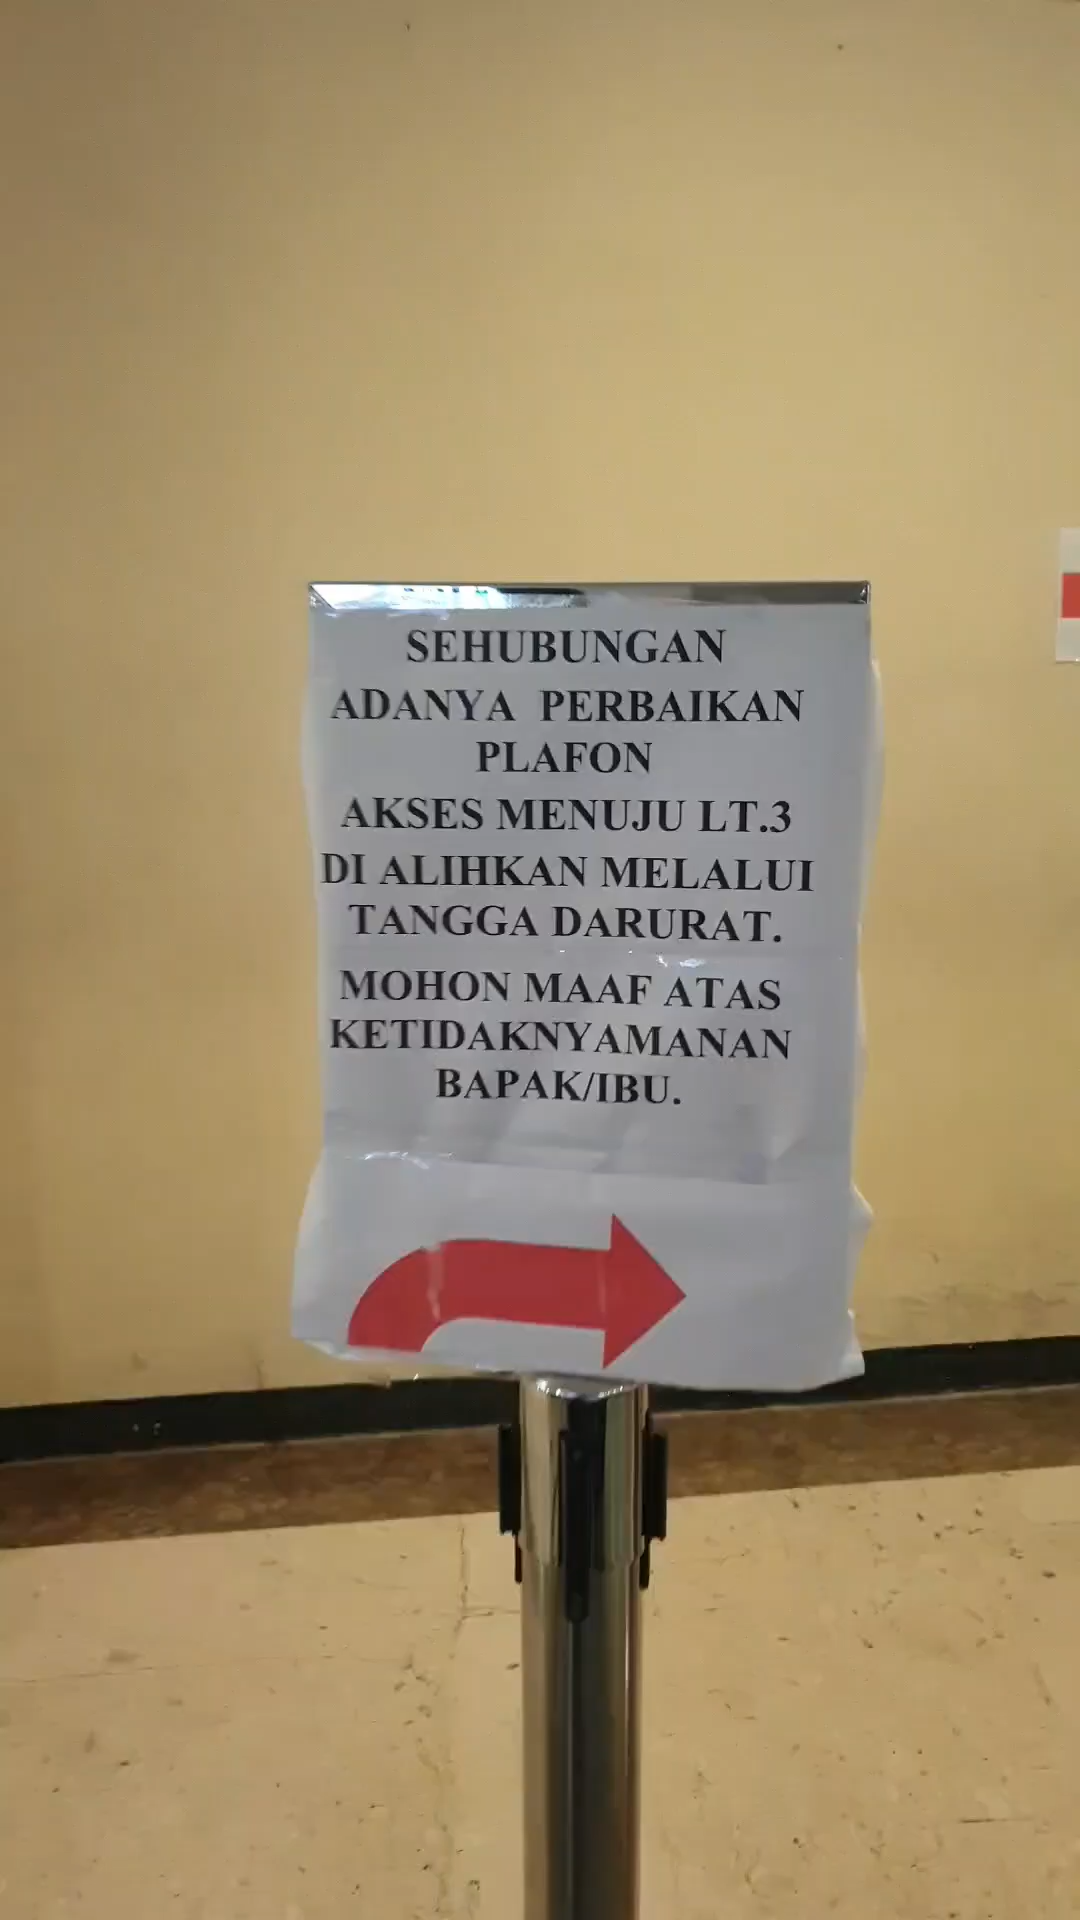 SEHUBUNGAN
ADANYA PERBAIKAN
PLAFON
AKSES MENUJU LT.3
DI ALIHKAN MELALUI
TANGGA DARURAT.
MOHON MAAF ATAS
KETIDAKNYAMANAN
BAPAK/IBU.